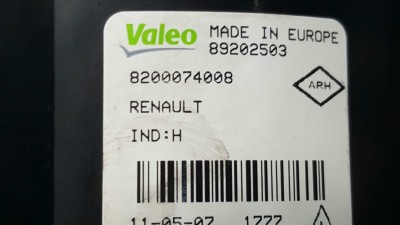 Valeo MADE IN EUROPE
89202503
8200074008
ARH
RENAULT
IND:H
11-05-07 1777